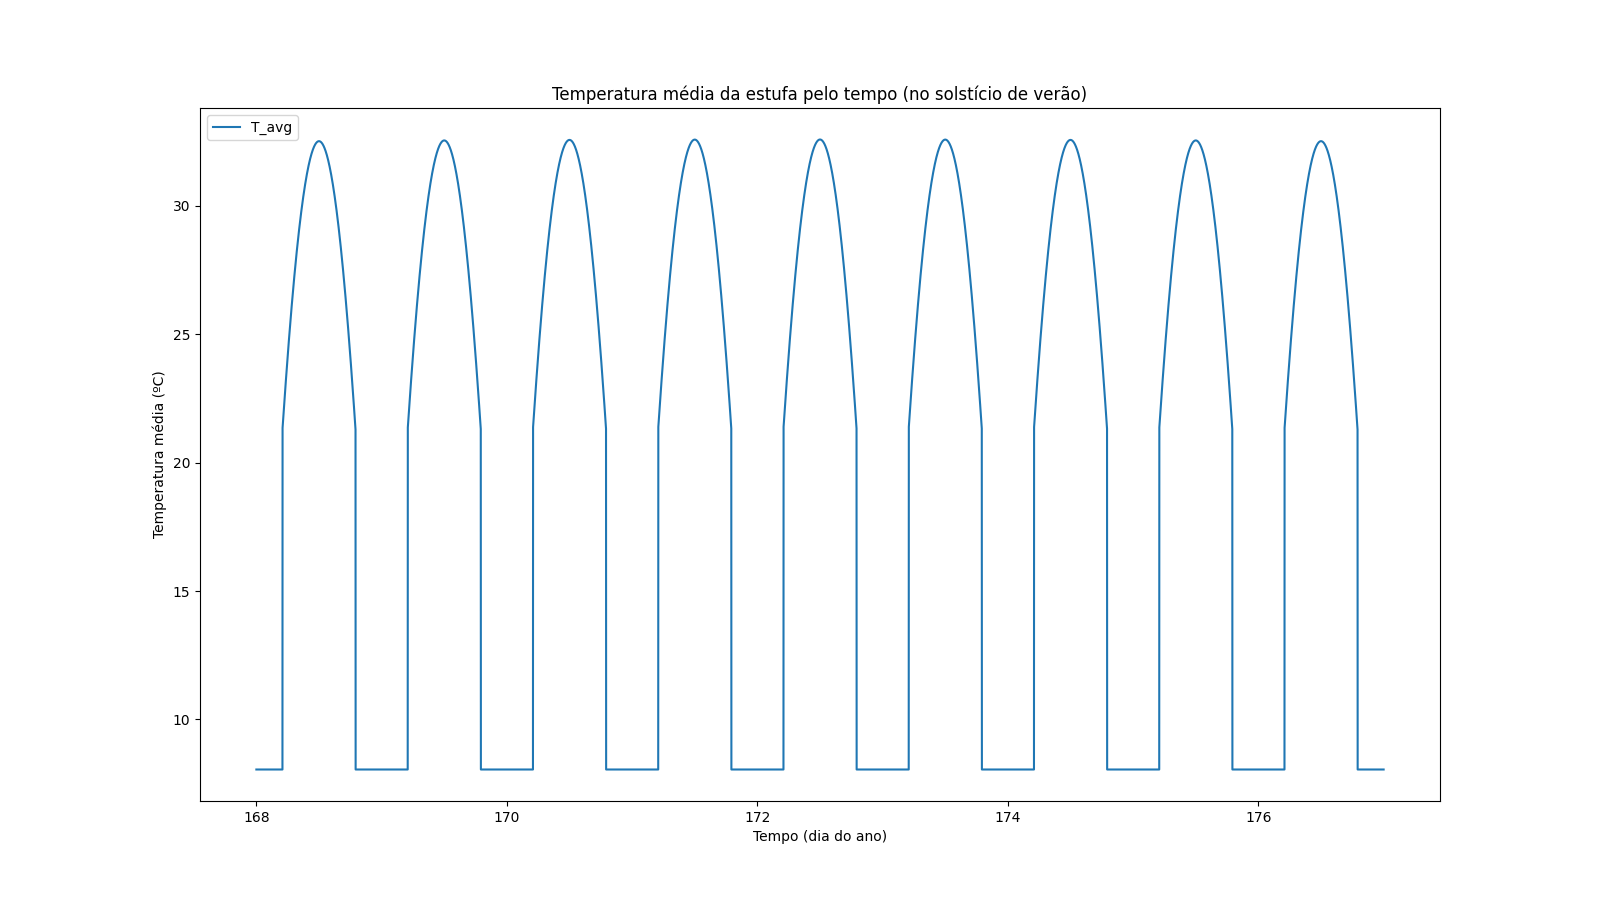 Temperatura média da estufa pelo tempo (no solstício de verão)
T_avg
30
25
20
15
10
Temperatura média (ºC)
168 170 172 174 176
Tempo (dia do ano)